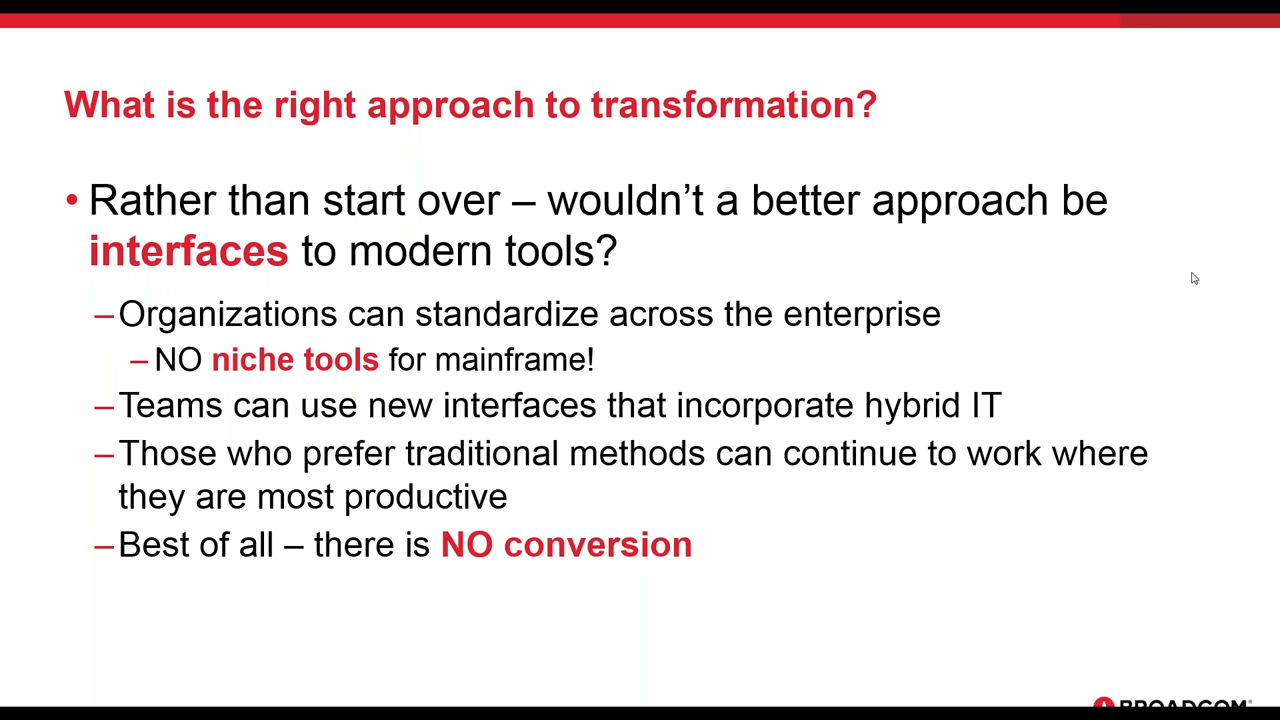 What is the right approach to transformation?
• Rather than start over – wouldn’t a better approach be
interfaces to modern tools?
–Organizations can standardize across the enterprise
–NO niche tools for mainframe!
–Teams can use new interfaces that incorporate hybrid IT
–Those who prefer traditional methods can continue to work where
they are most productive
–Best of all – there is NO conversion
BROADCOM®